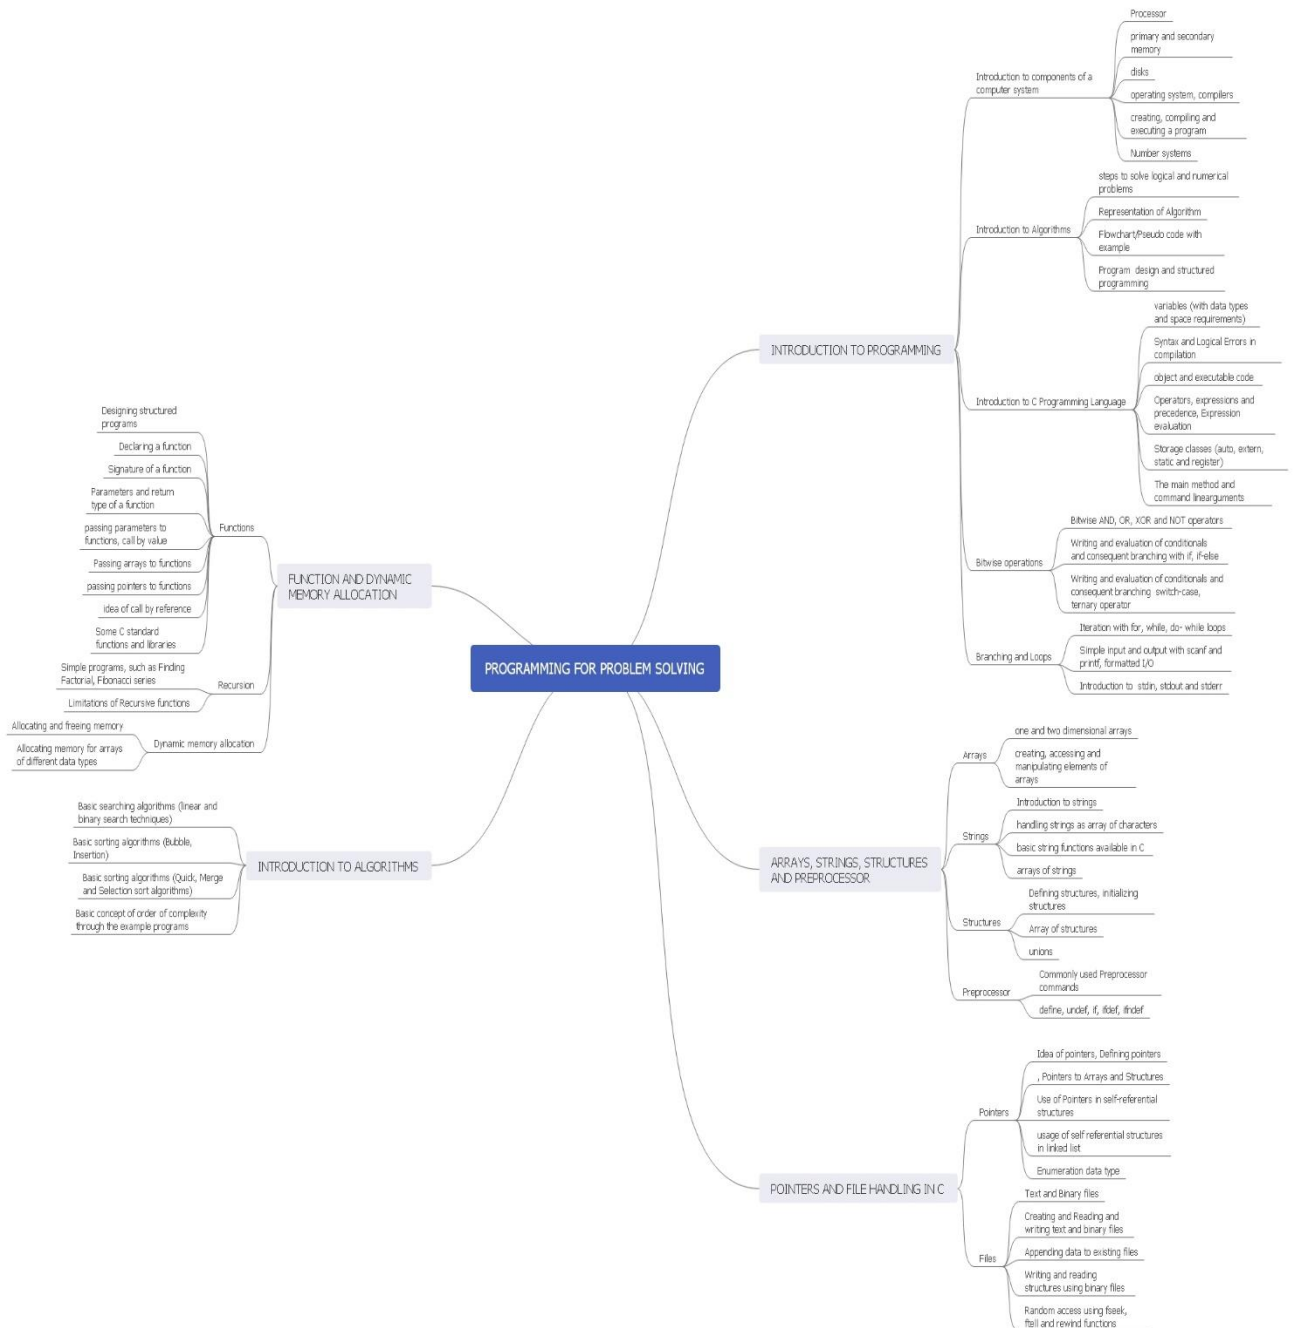 PROGRAMMING FOR PROBLEM SOLVING
INTRODUCTION TO PROGRAMMING
Introduction to components of a
computer system
Processor
primary and secondary
memory
disks
operating system, compilers
creating, compiling and
executing a program
Number systems
Introduction to Algorithms
steps to solve logical and numerical
problems
Representation of Algorithm
Flowchart/Pseudo code with
example
Program design and structured
programming
Introduction to C Programming Language
variables (with data types
and space requirements)
Syntax and Logical Errors in
compilation
object and executable code
Operators, expressions and
precedence, Expression
evaluation
Storage classes (auto, extern,
static and register)
The main method and
command linearguments
Bitwise operations
Bitwise AND, OR, XOR and NOT operators
Writing and evaluation of conditionals
and consequent branching with if, if-else
Writing and evaluation of conditionals and
consequent branching switch-case,
ternary operator
Branching and Loops
Iteration with for, while, do- while loops
Simple input and output with scanf and
printf, formatted I/O
Introduction to stdin, stdout and stderr
ARRAYS, STRINGS, STRUCTURES
AND PREPROCESSOR
Arrays
one and two dimensional arrays
creating, accessing and
manipulating elements of
arrays
Strings
Introduction to strings
handling strings as array of characters
basic string functions available in C
arrays of strings
Structures
Defining structures, initializing
structures
Array of structures
unions
Preprocessor
Commonly used Preprocessor
commands
define, undef, if, ifdef, ifndef
POINTERS AND FILE HANDLING IN C
Pointers
Idea of pointers, Defining pointers
, Pointers to Arrays and Structures
Use of Pointers in self-referential
structures
usage of self referential structures
in linked list
Enumeration data type
Files
Text and Binary files
Creating and Reading and
writing text and binary files
Appending data to existing files
Writing and reading
structures using binary files
Random access using fseek,
ftell and rewind functions
FUNCTION AND DYNAMIC
MEMORY ALLOCATION
Functions
Designing structured
programs
Declaring a function
Signature of a function
Parameters and return
type of a function
passing parameters to
functions, call by value
Passing arrays to functions
passing pointers to functions
idea of call by reference
Some C standard
functions and libraries
Recursion
Simple programs, such as Finding
Factorial, Fibonacci series
Limitations of Recursive functions
Dynamic memory allocation
Allocating and freeing memory
Allocating memory for arrays
of different data types
INTRODUCTION TO ALGORITHMS
Basic searching algorithms (linear and
binary search techniques)
Basic sorting algorithms (Bubble,
Insertion)
Basic sorting algorithms (Quick, Merge
and Selection sort algorithms)
Basic concept of order of complexity
through the example programs